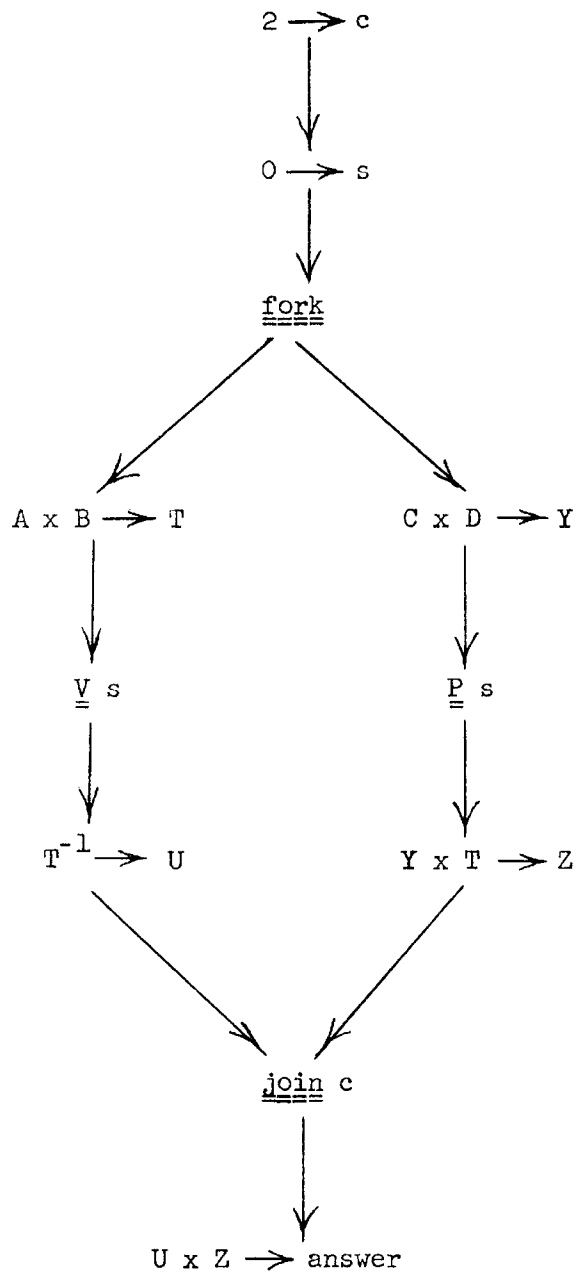 2 → c
0 → s
fork
A x B → T
C x D → Y
V s
P s
T⁻¹ → U
Y x T → Z
join c
U x Z → answer